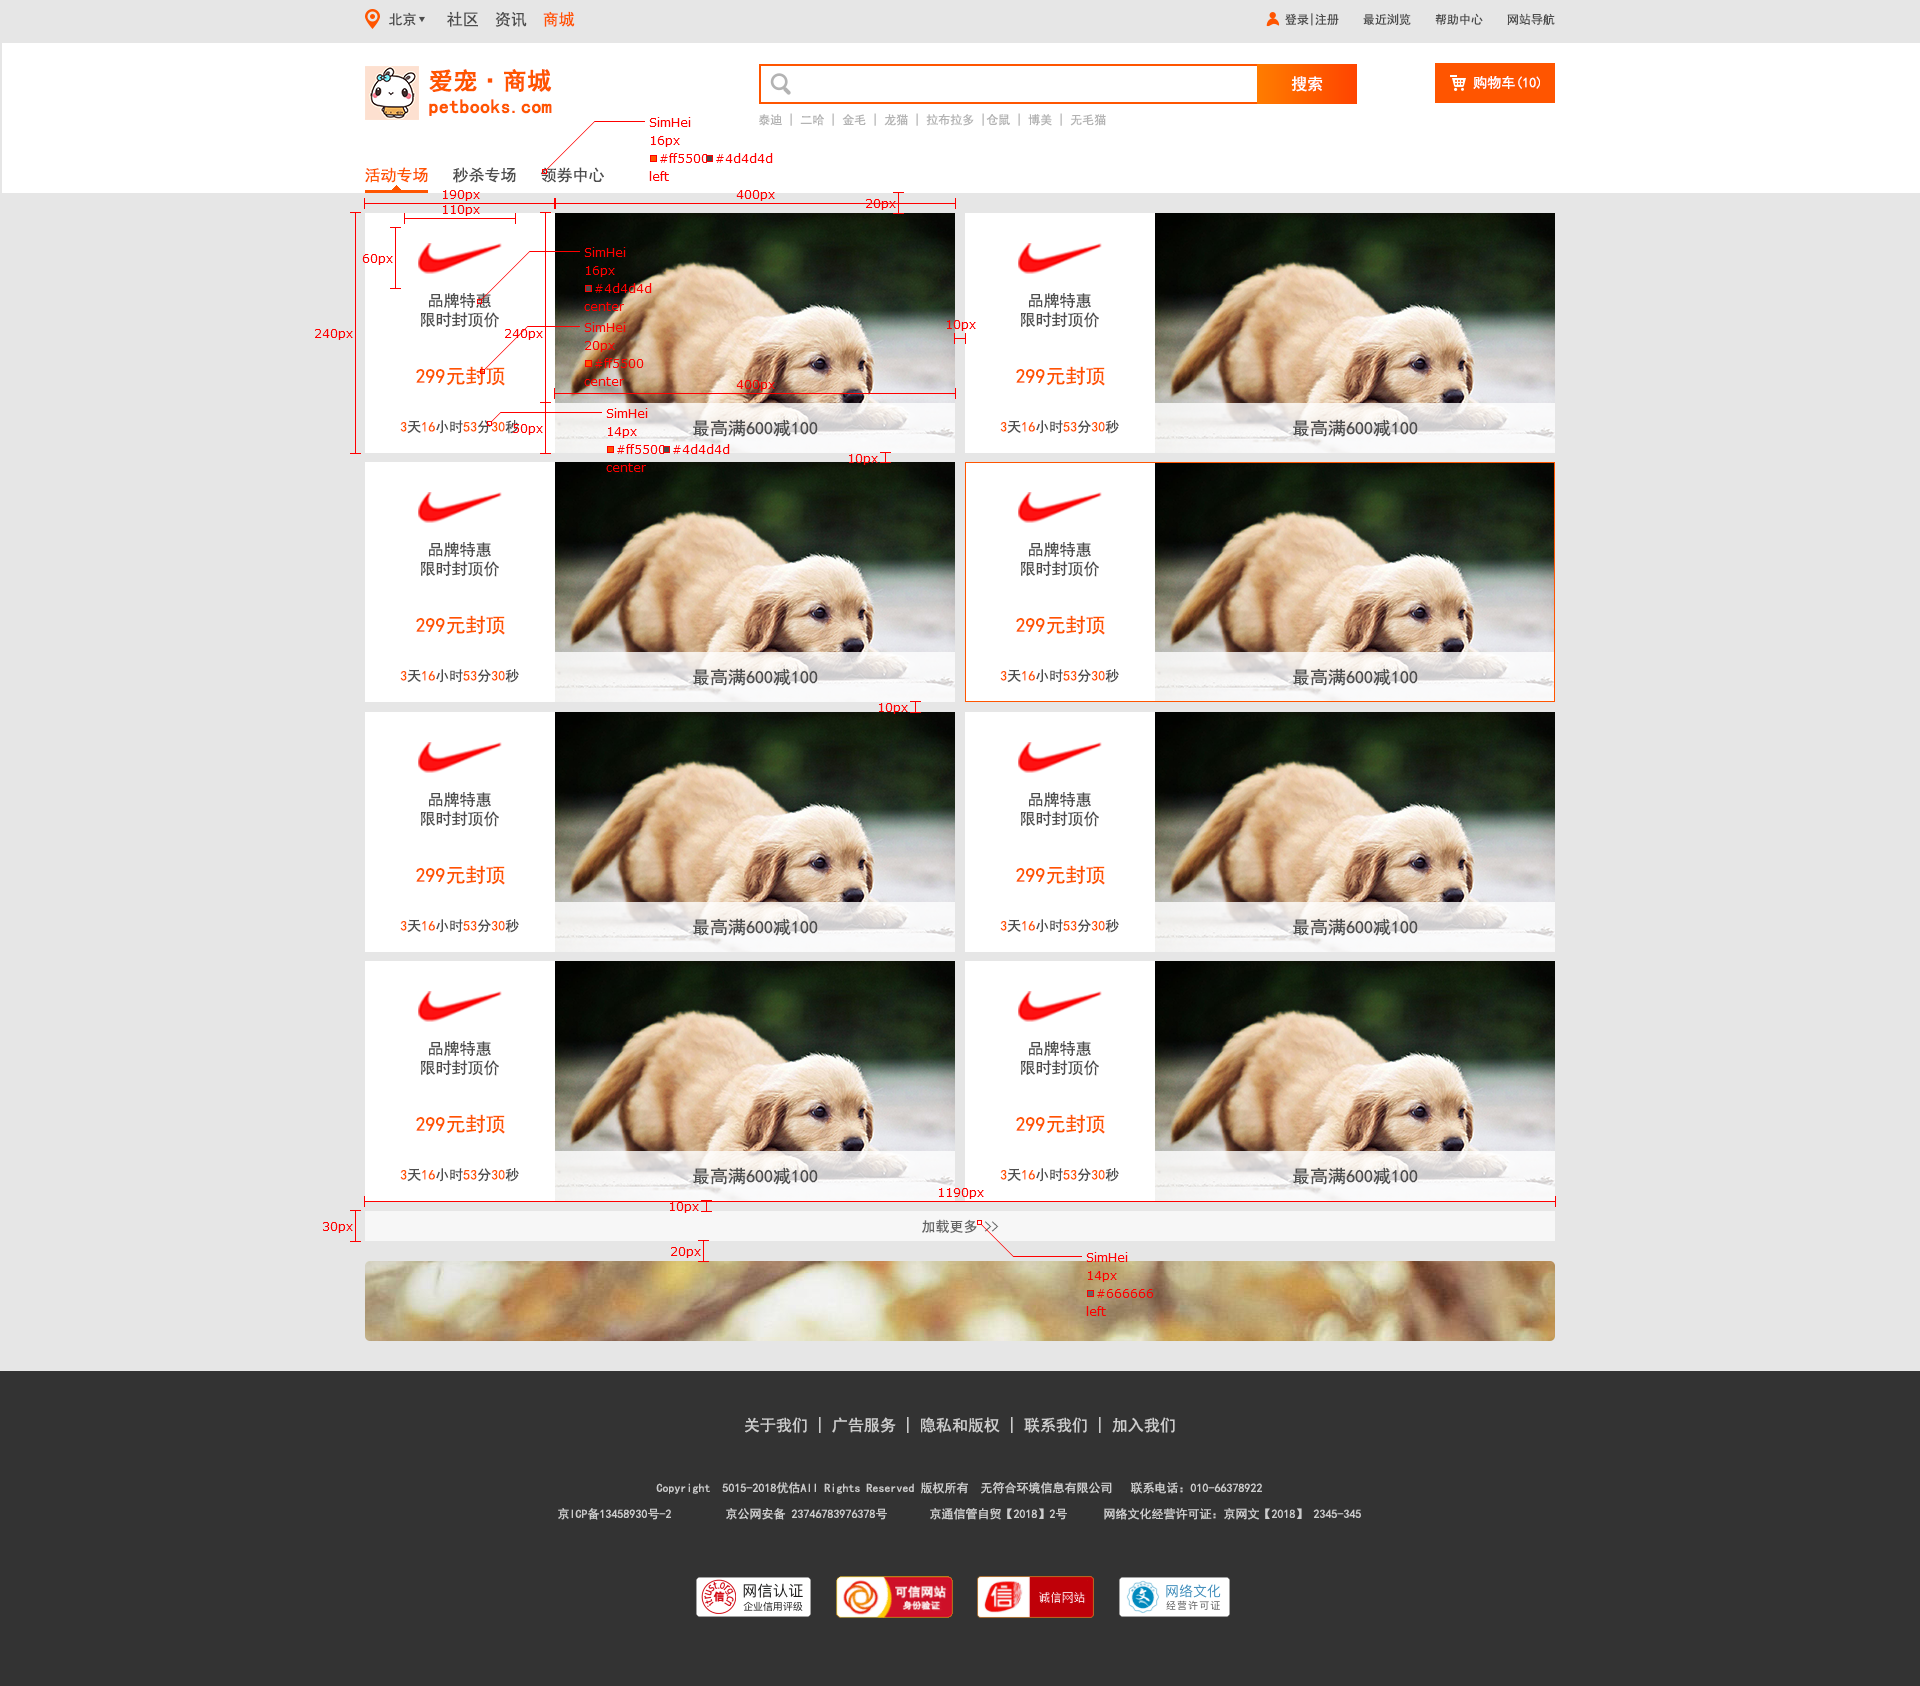 北京 社区 资讯 商城 登录|注册 最近浏览 帮助中心 网站导航
爱宠·商城
petbooks.com
搜索
购物车(10)
泰迪 | 二哈 | 金毛 | 龙猫 | 拉布拉多 |仓鼠 | 博美 | 无毛猫
SimHei
16px
#ff5500 #4d4d4d
left
活动专场 秒杀专场 领券中心
190px 400px 20px
110px
60px
240px
240px
50px
10px
品牌特惠
限时封顶价
299元封顶
3天16小时53分30秒
SimHei
16px
#4d4d4d
center
SimHei
20px
#ff5500
center
400px
SimHei
14px
#ff5500 #4d4d4d
center
最高满600减100
10px
品牌特惠
限时封顶价
299元封顶
3天16小时53分30秒
最高满600减100
品牌特惠
限时封顶价
299元封顶
3天16小时53分30秒
最高满600减100
10px
品牌特惠
限时封顶价
299元封顶
3天16小时53分30秒
最高满600减100
品牌特惠
限时封顶价
299元封顶
3天16小时53分30秒
最高满600减100
品牌特惠
限时封顶价
299元封顶
3天16小时53分30秒
最高满600减100
品牌特惠
限时封顶价
299元封顶
3天16小时53分30秒
最高满600减100
品牌特惠
限时封顶价
299元封顶
3天16小时53分30秒
最高满600减100
1190px
10px
30px
加载更多 >>
20px
SimHei
14px
#666666
left
关于我们 | 广告服务 | 隐私和版权 | 联系我们 | 加入我们
Copyright 5015-2018优估All Rights Reserved 版权所有 无符合环境信息有限公司 联系电话：010-66378922
京ICP备13458930号-2 京公网安备 23746783976378号 京通信管自贸【2018】2号 网络文化经营许可证：京网文【2018】 2345-345
网信认证
企业信用评级
可信网站
身份验证
诚信网站
网络文化
经营许可证